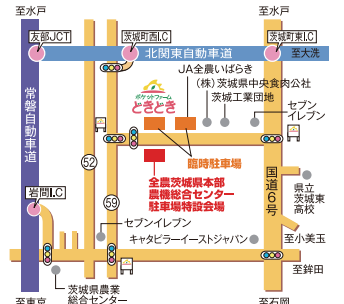 至水戸
至水戸
友部JCT
茨城町西I.C
茨城町東I.C
北関東自動車道
至大洗
JA全農いばらき
(株)茨城県中央食肉公社
茨城工業団地
セブン
イレブン
ポケットファーム
どきどき
常磐自動車道
臨時駐車場
52
全農茨城県本部
農機総合センター
駐車場特設会場
国道6号
県立
茨城東
高校
岩間I.C
59
セブンイレブン
キャタピラーイーストジャパン
至小美玉
至鉾田
茨城県農業
総合センター
至東京
至石岡